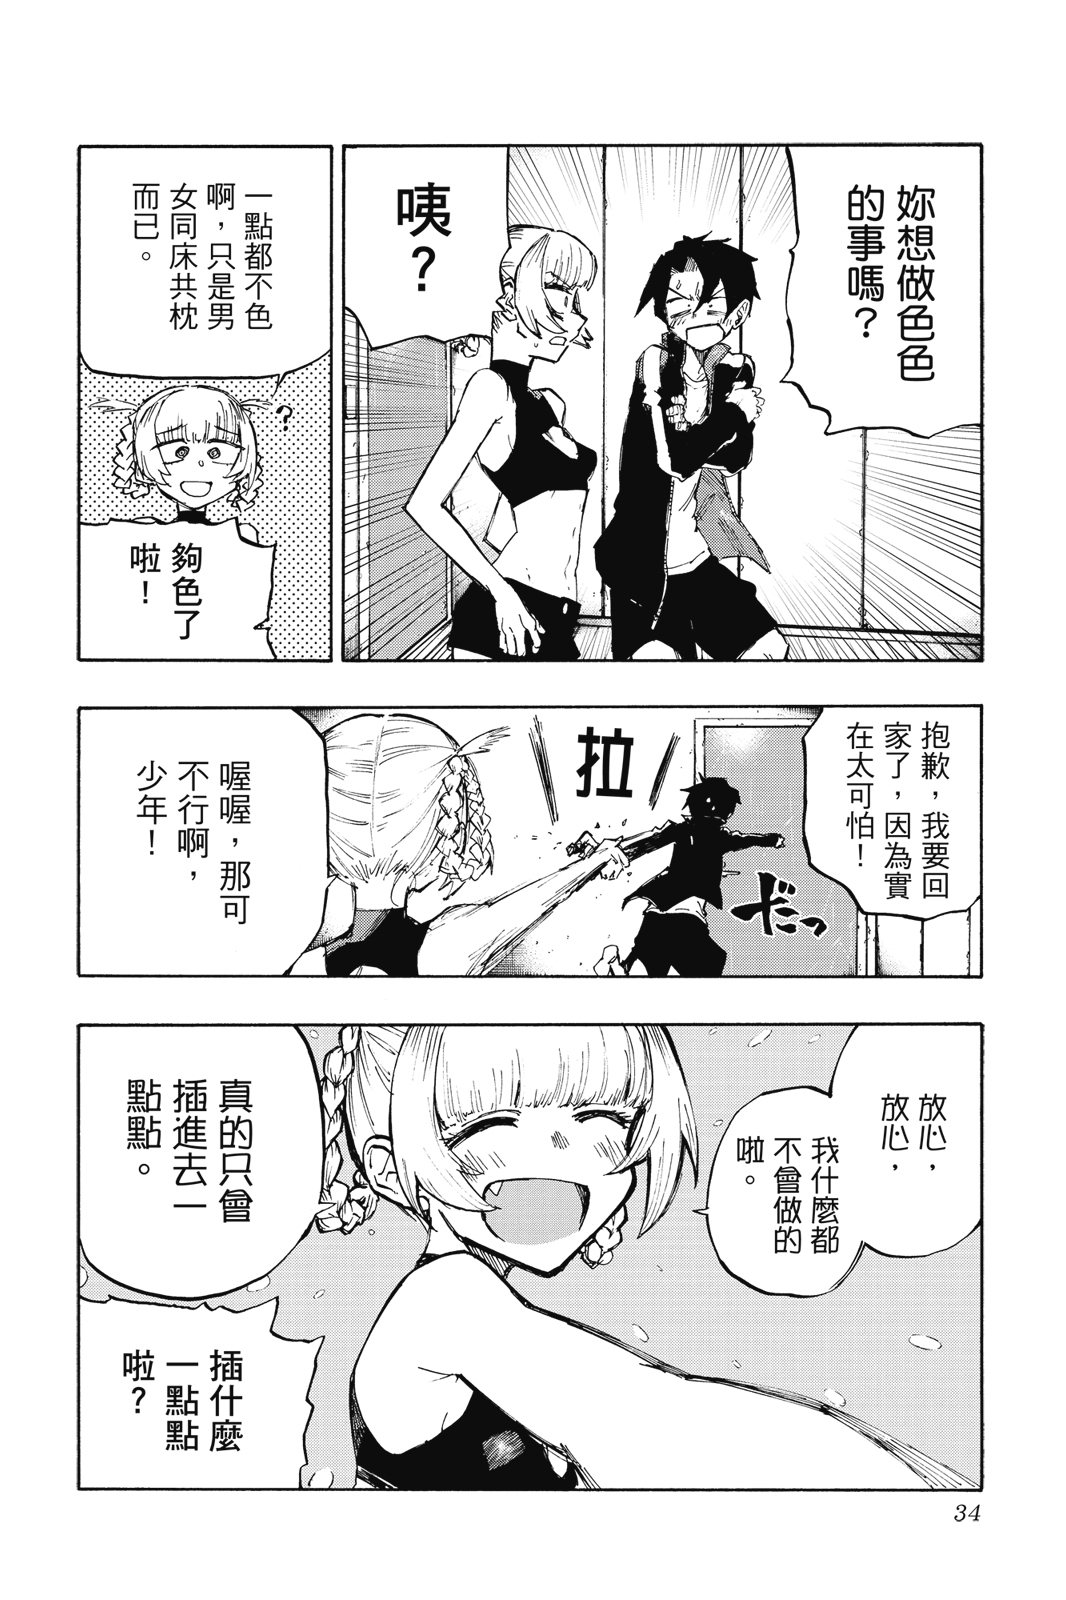 妳想做色色
的事嗎？
咦？
一點都不色
啊，只是男
女同床共枕
而已。
？
夠色了
啦！
抱歉，我要回
家了，因為實
在太可怕！
ダッ
拉
喔喔，那可
不行啊，
少年！
放心，
放心，
我什麼都
不會做的
啦。
真的只會
插進去一
點點。
插什麼
一點點
啦？
34